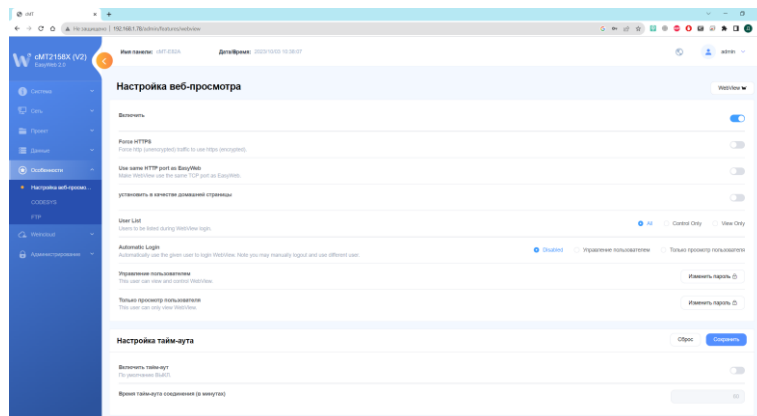 cMT
Не защищено | 192.168.1.76/admin/features/webview
cMT2158X (V2)
EasyWeb 2.0
Имя панели: cMT-E92A
Дата/Время:
admin
Система
Сеть
Проект
Данные
Особенности
Настройка веб-просмо...
CODESYS
FTP
Webcloud
Администрирование
Настройка веб-просмотра
WebView
Включить
Force HTTPS
Force http (unencrypted) traffic to use https (encrypted).
Use same HTTP port as EasyWeb
Make WebView use the same TCP port as EasyWeb.
установить в качестве домашней страницы
User List
Users to be listed during WebView login.
All
Control Only
View Only
Automatic Login
Automatically use the given user to login WebView. Note you may manually logout and use different user.
Disabled
Управление пользователем
Только просмотр пользователя
Управление пользователем
This user can view and control WebView.
Изменить пароль
Только просмотр пользователя
This user can only view WebView.
Изменить пароль
Настройка тайм-аута
Сброс
Сохранить
Включить тайм-аут
По умолчанию ВЫКЛ.
Время тайм-аута соединения (в минутах)